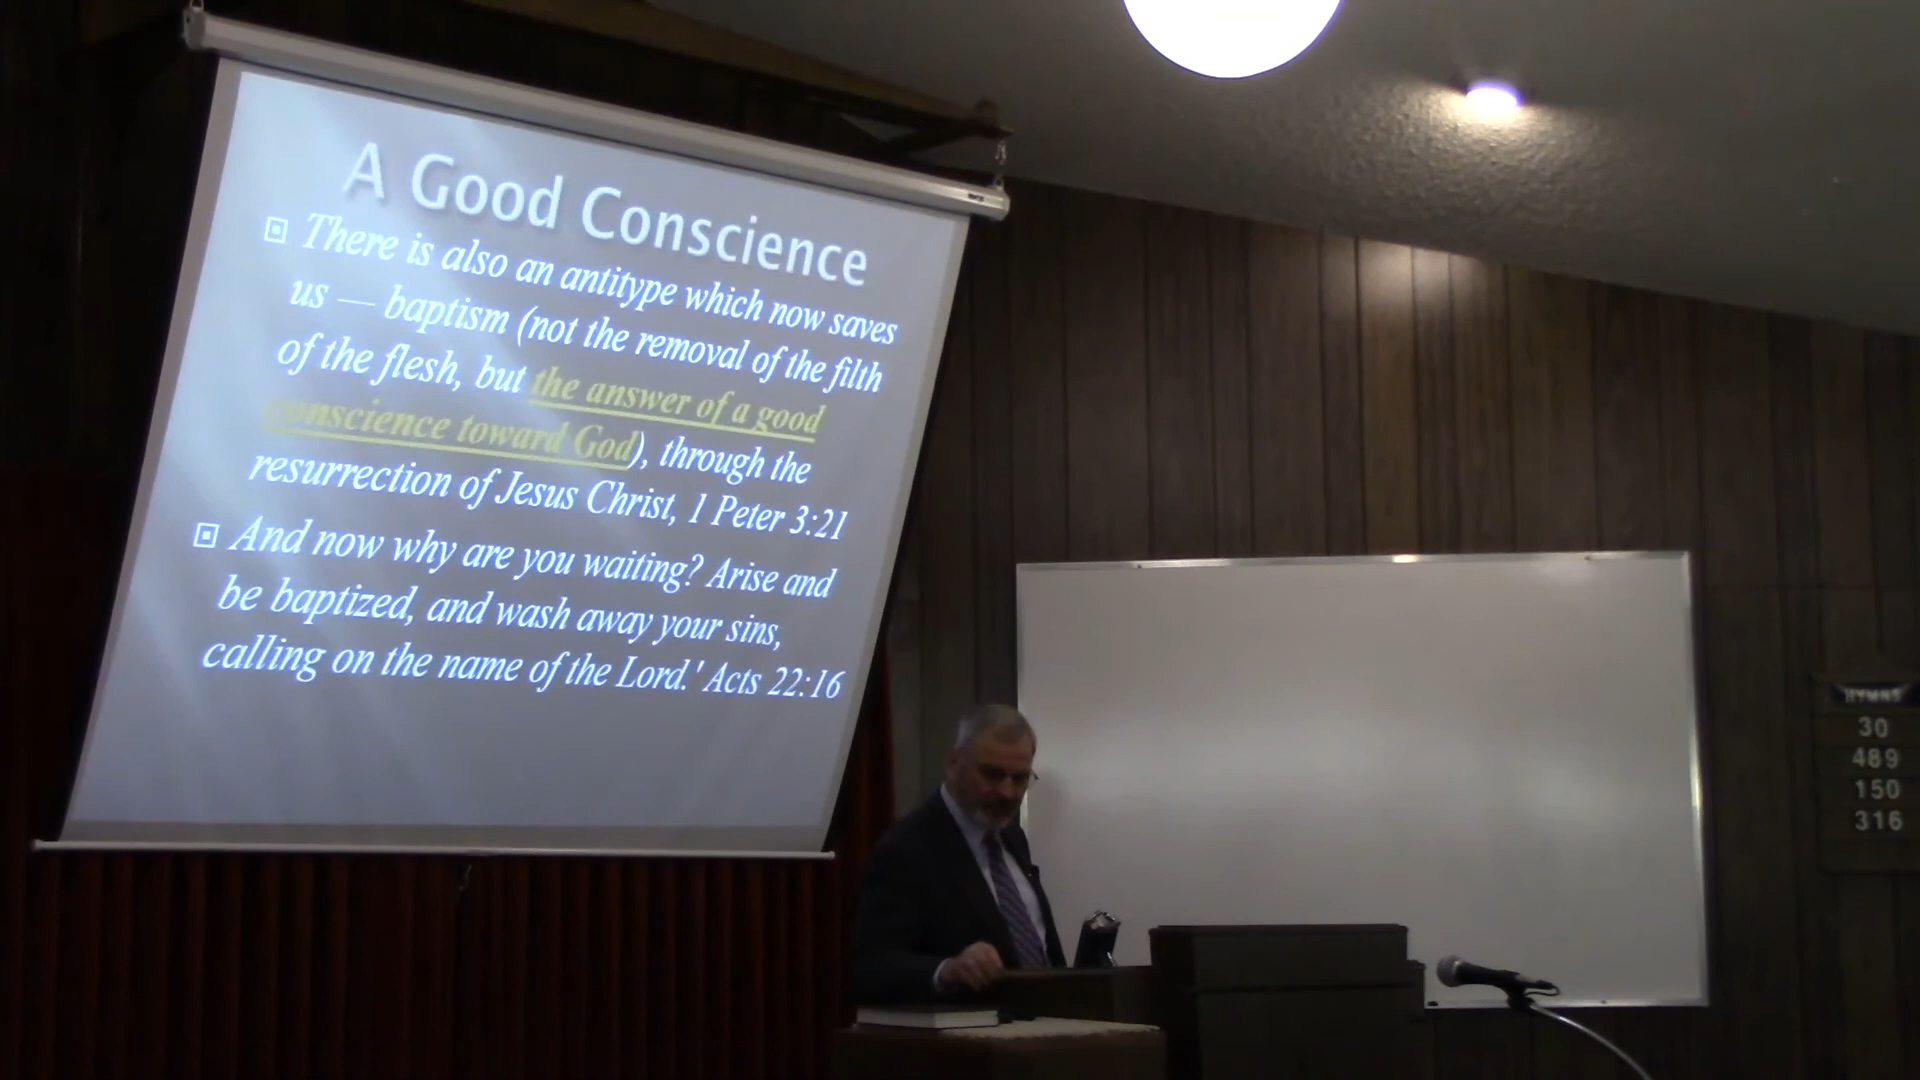 A Good Conscience
There is also an antitype which now saves
us — baptism (not the removal of the filth
of the flesh, but the answer of a good
conscience toward God), through the
resurrection of Jesus Christ, 1 Peter 3:21
And now why are you waiting? Arise and
be baptized, and wash away your sins,
calling on the name of the Lord.' Acts 22:16
HYMNS
30
489
150
316